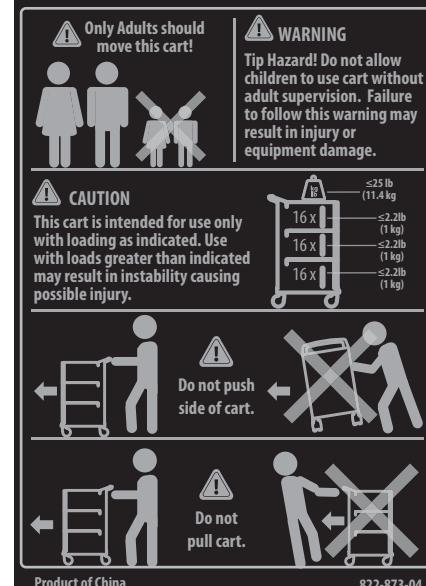 Only Adults should
move this cart!
WARNING
Tip Hazard! Do not allow
children to use cart without
adult supervision. Failure
to follow this warning may
result in injury or
equipment damage.
CAUTION
This cart is intended for use only
with loading as indicated. Use
with loads greater than indicated
may result in instability causing
possible injury.
kg
lb
≤25 lb
(11.4 kg
16 x
≤2.2lb
(1 kg)
16 x
≤2.2lb
(1 kg)
16 x
≤2.2lb
(1 kg)
Do not push
side of cart.
Do not
pull cart.
Product of China
822-873-04